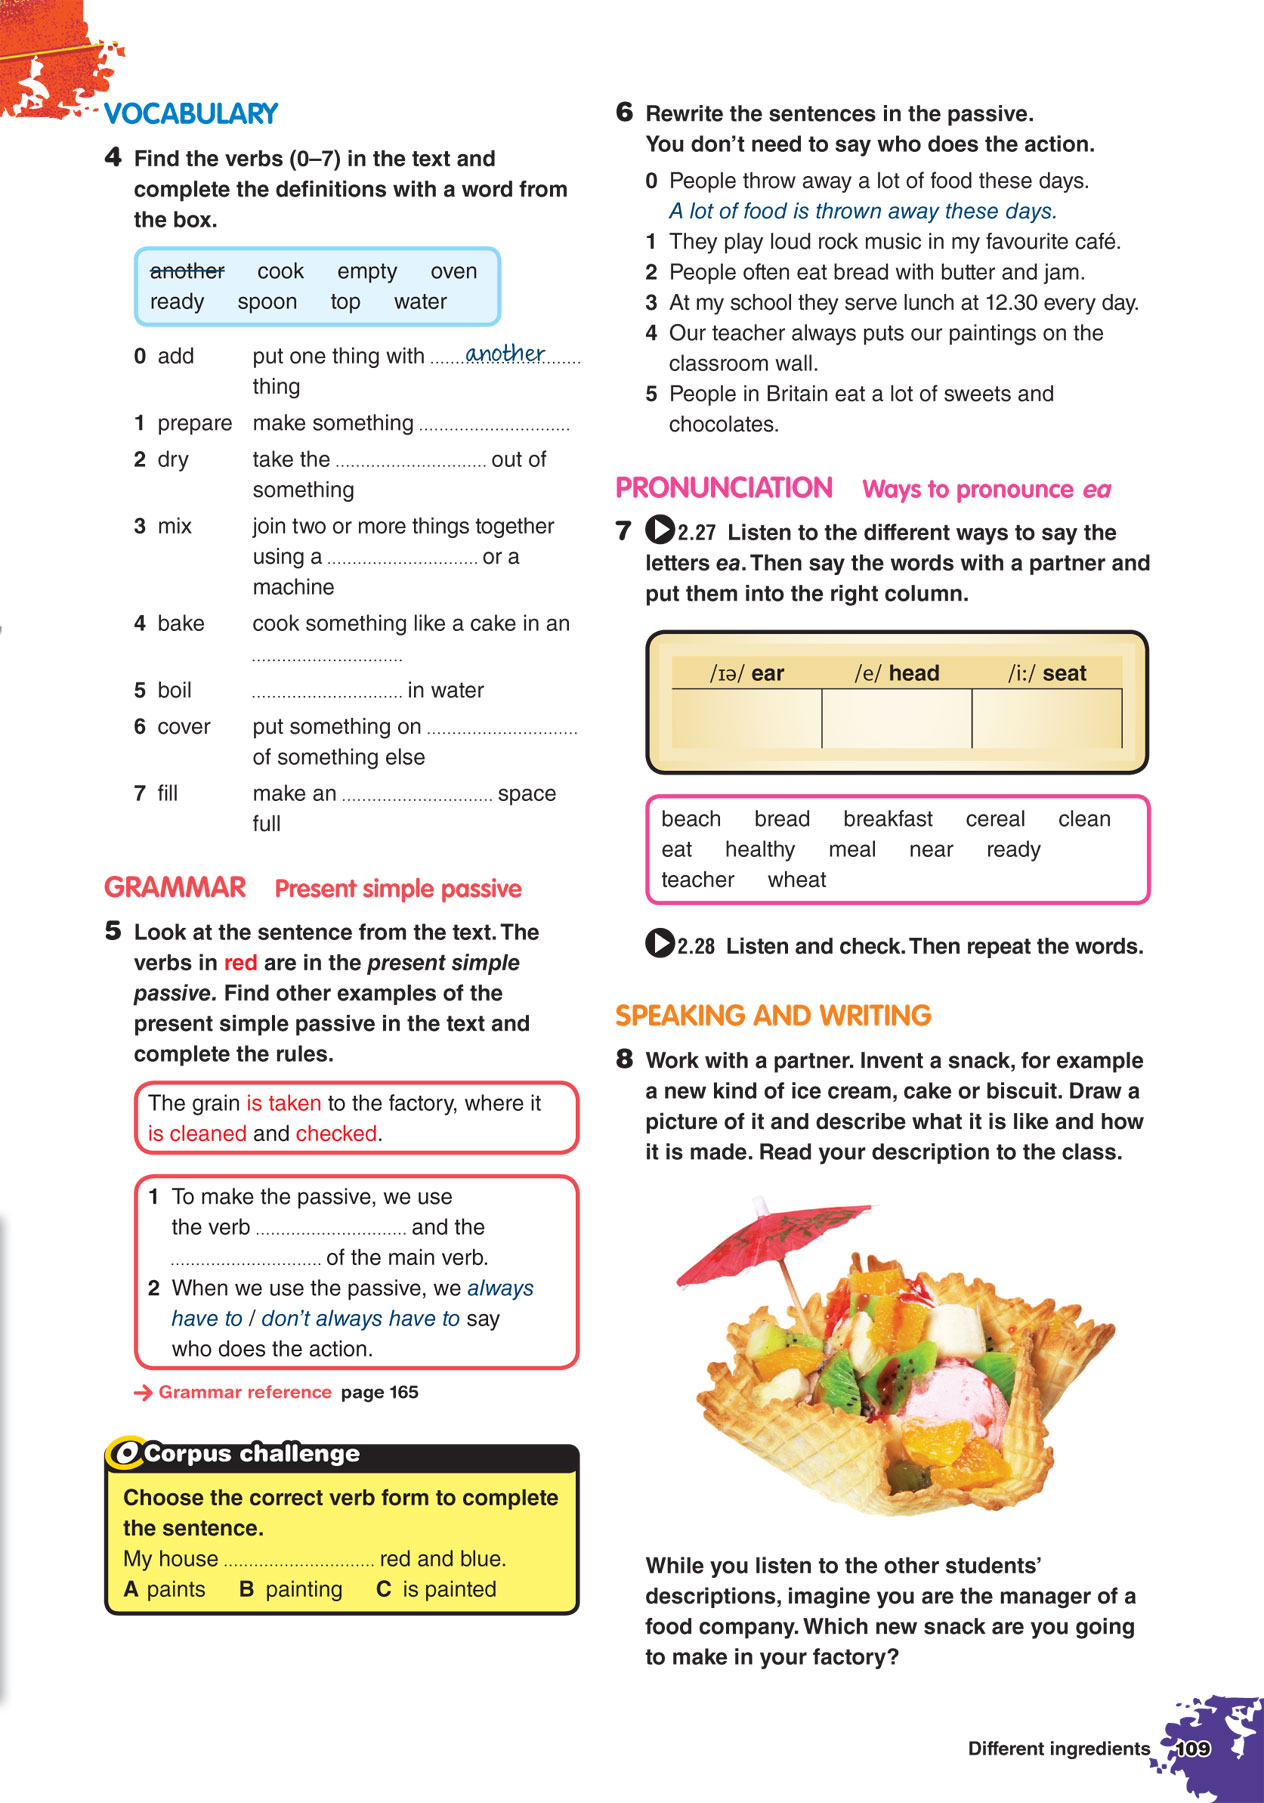 VOCABULARY
4 Find the verbs (0–7) in the text and
complete the definitions with a word from
the box.
another cook empty oven
ready spoon top water
0 add put one thing with another
thing
1 prepare make something ..............................
2 dry take the .............................. out of
something
3 mix join two or more things together
using a .............................. or a
machine
4 bake cook something like a cake in an
..............................
5 boil .............................. in water
6 cover put something on ..............................
of something else
7 fill make an .............................. space
full
GRAMMAR Present simple passive
5 Look at the sentence from the text. The
verbs in red are in the present simple
passive. Find other examples of the
present simple passive in the text and
complete the rules.
The grain is taken to the factory, where it
is cleaned and checked.
1 To make the passive, we use
the verb .............................. and the
.............................. of the main verb.
2 When we use the passive, we always
have to / don't always have to say
who does the action.
Grammar reference page 165
Corpus challenge
Choose the correct verb form to complete
the sentence.
My house .............................. red and blue.
A paints B painting C is painted
6 Rewrite the sentences in the passive.
You don't need to say who does the action.
0 People throw away a lot of food these days.
A lot of food is thrown away these days.
1 They play loud rock music in my favourite café.
2 People often eat bread with butter and jam.
3 At my school they serve lunch at 12.30 every day.
4 Our teacher always puts our paintings on the
classroom wall.
5 People in Britain eat a lot of sweets and
chocolates.
PRONUNCIATION Ways to pronounce ea
7 2.27 Listen to the different ways to say the
letters ea. Then say the words with a partner and
put them into the right column.
/ɪə/ ear /e/ head /i:/ seat
beach bread breakfast cereal clean
eat healthy meal near ready
teacher wheat
2.28 Listen and check. Then repeat the words.
SPEAKING AND WRITING
8 Work with a partner. Invent a snack, for example
a new kind of ice cream, cake or biscuit. Draw a
picture of it and describe what it is like and how
it is made. Read your description to the class.
While you listen to the other students'
descriptions, imagine you are the manager of a
food company. Which new snack are you going
to make in your factory?
Different ingredients 109